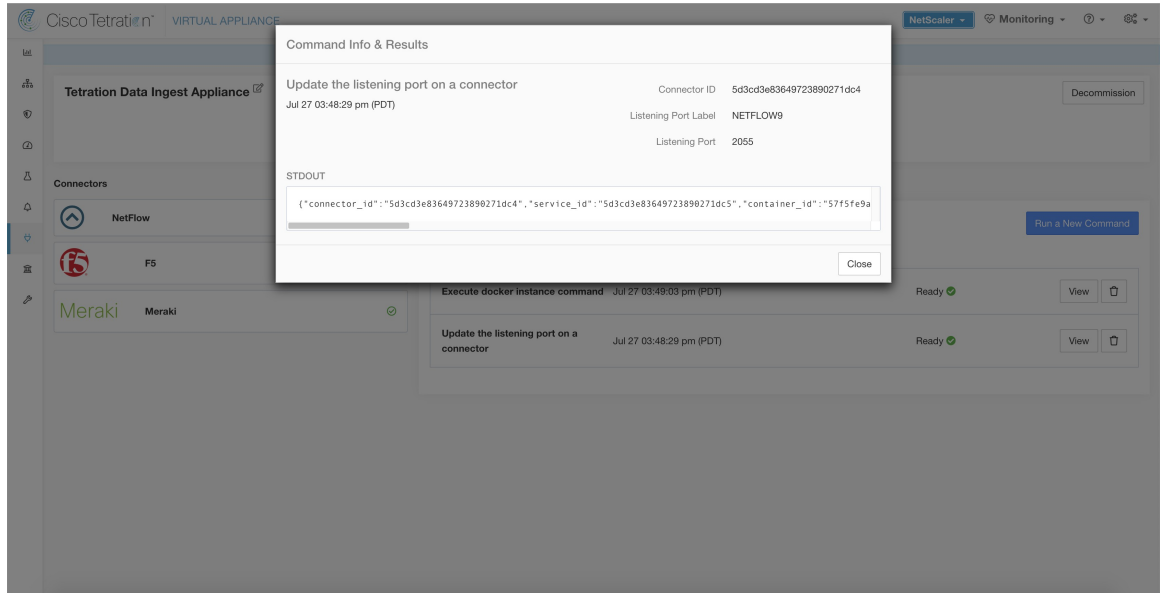 Cisco Tetration™ VIRTUAL APPLIANCE
NetScaler Monitoring
Command Info & Results
Update the listening port on a connector
Jul 27 03:48:29 pm (PDT)
Connector ID 5d3cd3e83649723890271dc4
Listening Port Label NETFLOW9
Listening Port 2055
STDOUT
{"connector_id":"5d3cd3e83649723890271dc4","service_id":"5d3cd3e83649723890271dc5","container_id":"57f5fe9a
Close
Tetration Data Ingest Appliance
Decommission
Connectors
NetFlow
f5 F5
Meraki Meraki
Run a New Command
Execute docker instance command Jul 27 03:49:03 pm (PDT) Ready View
Update the listening port on a
connector
Jul 27 03:48:29 pm (PDT) Ready View